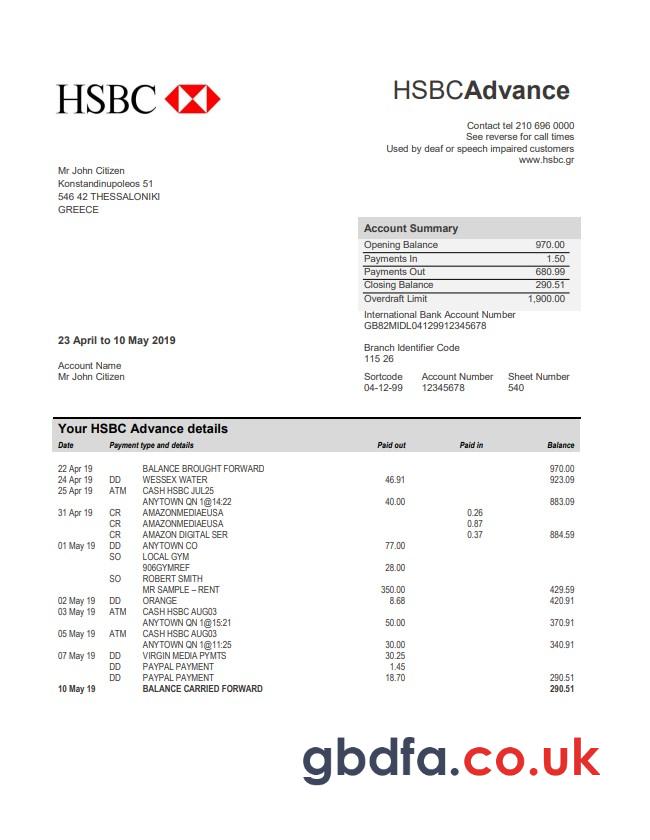 HSBC
HSBCAdvance
Contact tel 210 696 0000
See reverse for call times
Used by deaf or speech impaired customers
www.hsbc.gr
Mr John Citizen
Konstandinupoleos 51
546 42 THESSALONIKI
GREECE
Account Summary
Opening Balance 970.00
Payments In 1.50
Payments Out 680.99
Closing Balance 290.51
Overdraft Limit 1,900.00
International Bank Account Number
GB82MIDL04129912345678
23 April to 10 May 2019
Branch Identifier Code
115 26
Account Name
Mr John Citizen
Sortcode Account Number Sheet Number
04-12-99 12345678 540
Your HSBC Advance details
Date Payment type and details Paid out Paid in Balance
22 Apr 19 BALANCE BROUGHT FORWARD 970.00
24 Apr 19 DD WESSEX WATER 46.91 923.09
25 Apr 19 ATM CASH HSBC JUL25
ANYTOWN QN 1@14:22 40.00 883.09
31 Apr 19 CR AMAZONMEDIAEUSA 0.26
CR AMAZONMEDIAEUSA 0.87
CR AMAZON DIGITAL SER 0.37 884.59
01 May 19 DD ANYTOWN CO 77.00
SO LOCAL GYM
906GYMREF 28.00
SO ROBERT SMITH
MR SAMPLE – RENT 350.00 429.59
02 May 19 DD ORANGE 8.68 420.91
03 May 19 ATM CASH HSBC AUG03
ANYTOWN QN 1@15:21 50.00 370.91
05 May 19 ATM CASH HSBC AUG03
ANYTOWN QN 1@11:25 30.00 340.91
07 May 19 DD VIRGIN MEDIA PYMTS 30.25
DD PAYPAL PAYMENT 1.45
DD PAYPAL PAYMENT 18.70 290.51
10 May 19 BALANCE CARRIED FORWARD 290.51
gbdfa.co.uk